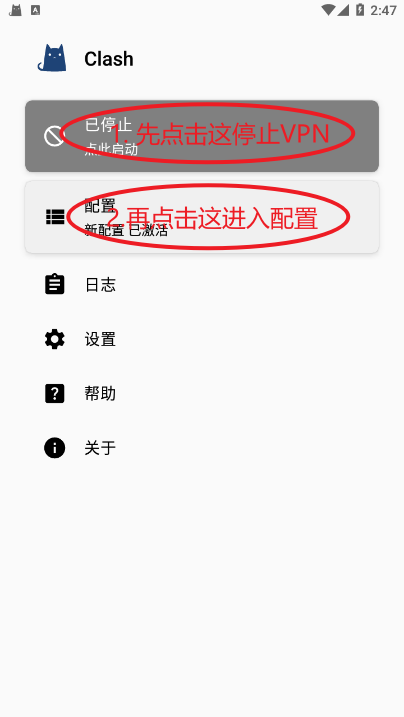 2:47
Clash
已停止
点此启动
1. 先点击这停止VPN
配置
新配置 已激活
2.再点击这进入配置
日志
设置
帮助
关于